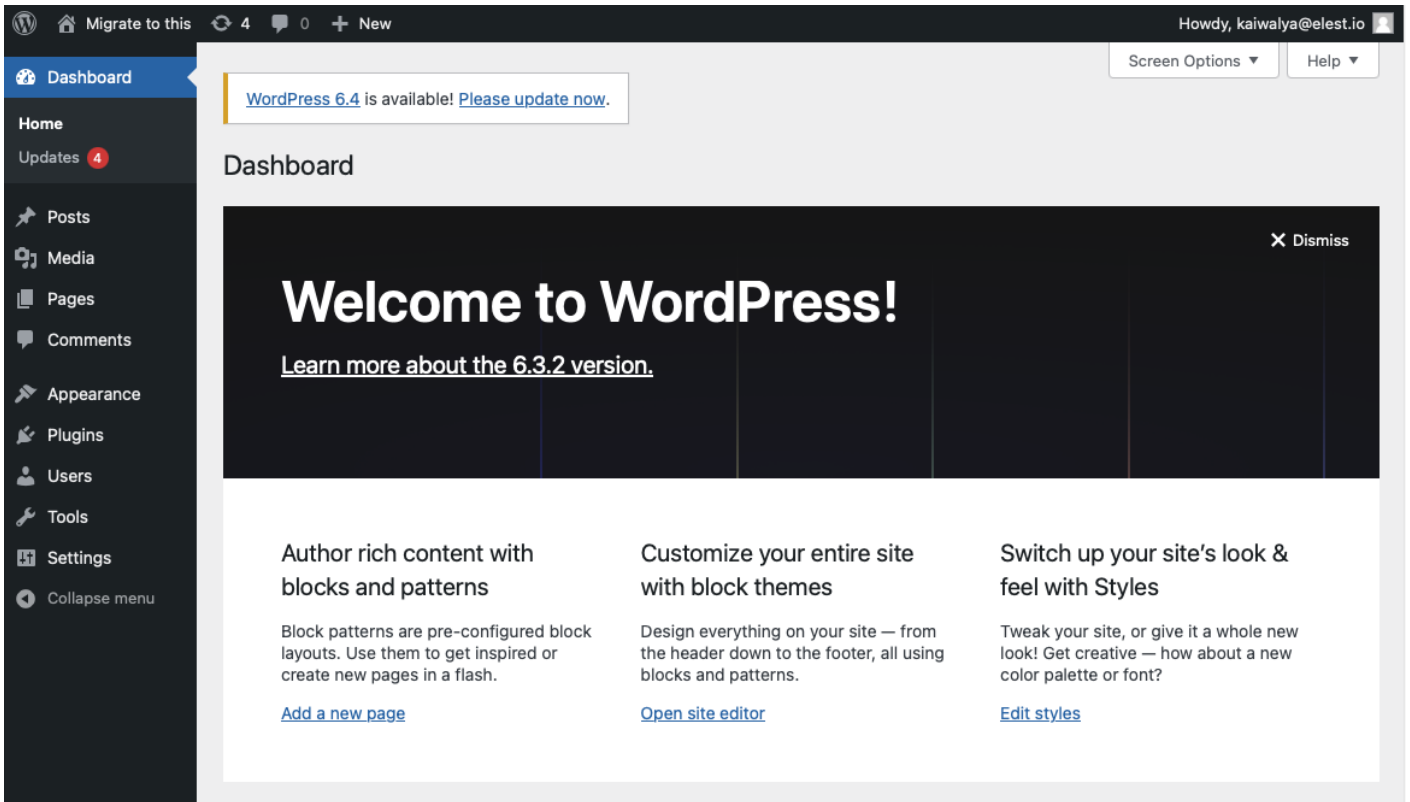 Migrate to this 4 0 New Howdy, kaiwalya@elest.io
Screen Options Help
Dashboard
Home
Updates 4
Posts
Media
Pages
Comments
Appearance
Plugins
Users
Tools
Settings
Collapse menu
WordPress 6.4 is available! Please update now.
Dashboard
Dismiss
Welcome to WordPress!
Learn more about the 6.3.2 version.
Author rich content with
blocks and patterns
Block patterns are pre-configured block
layouts. Use them to get inspired or
create new pages in a flash.
Add a new page
Customize your entire site
with block themes
Design everything on your site — from
the header down to the footer, all using
blocks and patterns.
Open site editor
Switch up your site’s look &
feel with Styles
Tweak your site, or give it a whole new
look! Get creative — how about a new
color palette or font?
Edit styles